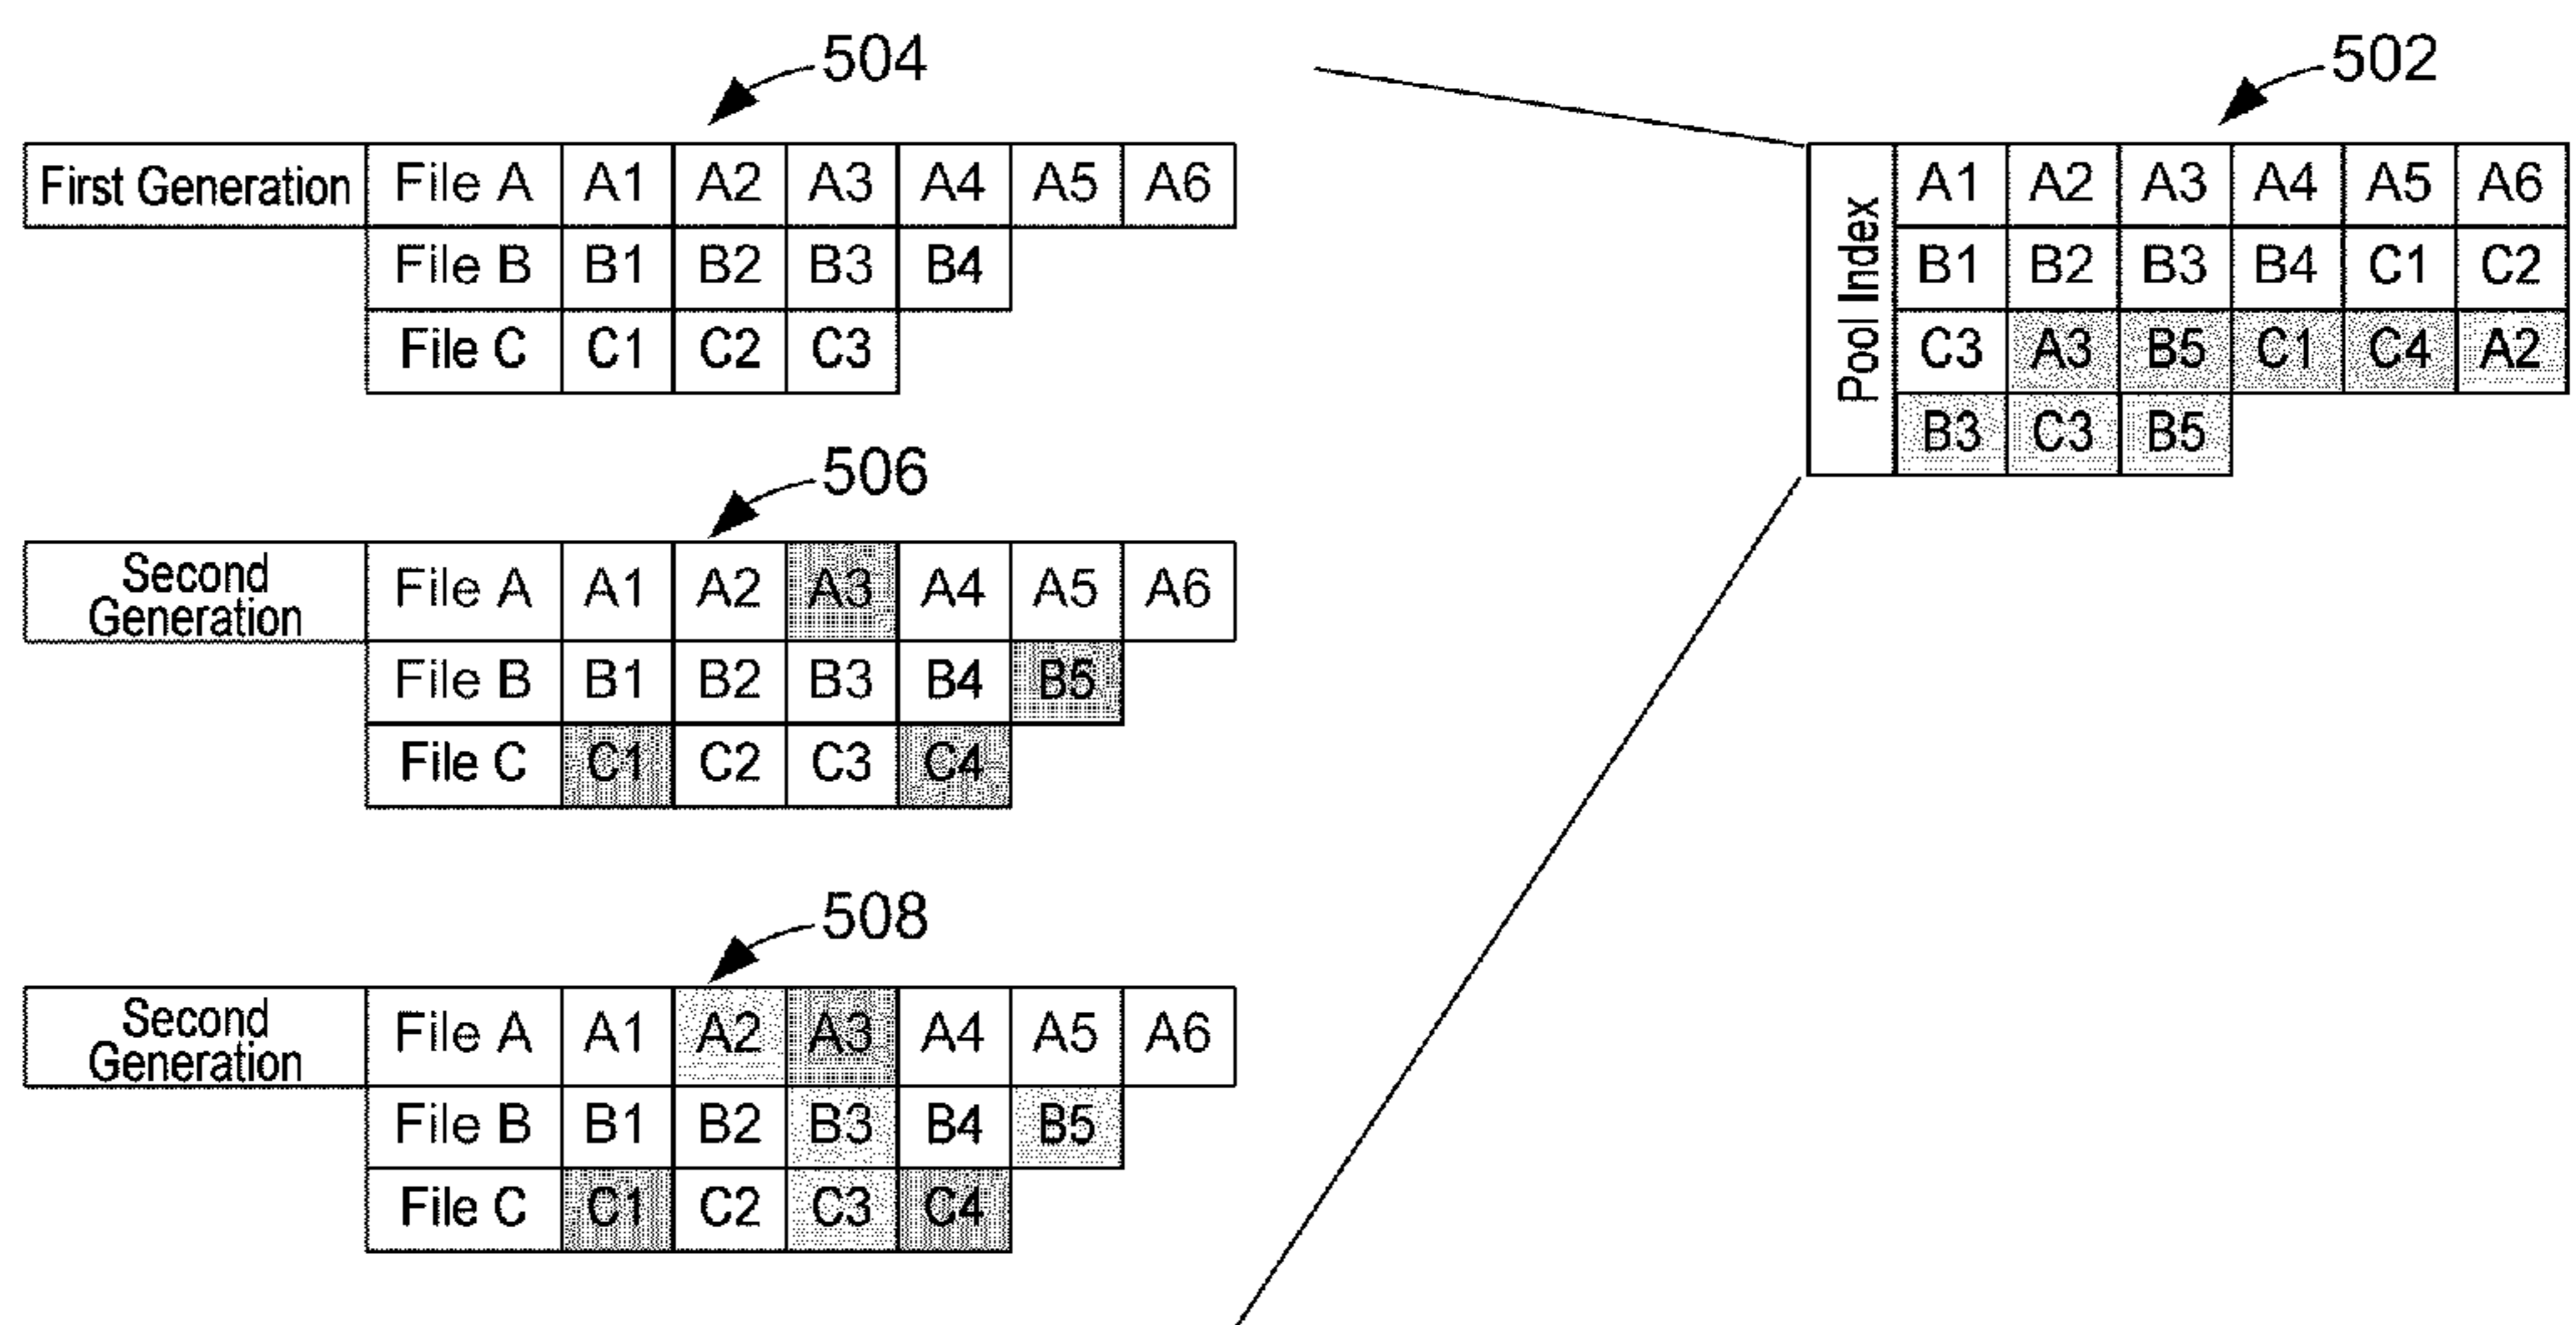 504
First Generation File A A1 A2 A3 A4 A5 A6
File B B1 B2 B3 B4
File C C1 C2 C3
506
Second
Generation
File A A1 A2 A3 A4 A5 A6
File B B1 B2 B3 B4 B5
File C C1 C2 C3 C4
508
Second
Generation
File A A1 A2 A3 A4 A5 A6
File B B1 B2 B3 B4 B5
File C C1 C2 C3 C4
502
Pool Index
A1 A2 A3 A4 A5 A6
B1 B2 B3 B4 C1 C2
C3 A3 B5 C1 C4 A2
B3 C3 B5